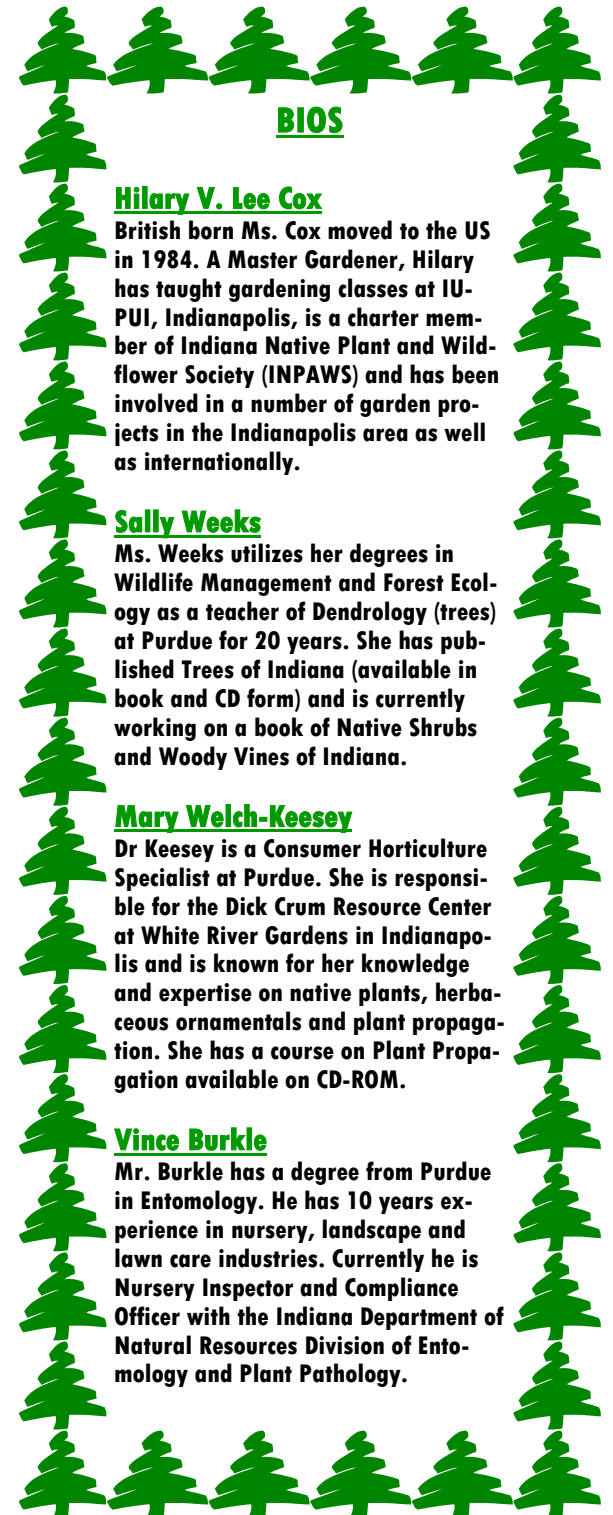 BIOS
Hilary V. Lee Cox
British born Ms. Cox moved to the US
in 1984. A Master Gardener, Hilary
has taught gardening classes at IU-
PUI, Indianapolis, is a charter mem-
ber of Indiana Native Plant and Wild-
flower Society (INPAWS) and has been
involved in a number of garden pro-
jects in the Indianapolis area as well
as internationally.
Sally Weeks
Ms. Weeks utilizes her degrees in
Wildlife Management and Forest Ecol-
ogy as a teacher of Dendrology (trees)
at Purdue for 20 years. She has pub-
lished Trees of Indiana (available in
book and CD form) and is currently
working on a book of Native Shrubs
and Woody Vines of Indiana.
Mary Welch-Keesey
Dr Keesey is a Consumer Horticulture
Specialist at Purdue. She is responsi-
ble for the Dick Crum Resource Center
at White River Gardens in Indianapo-
lis and is known for her knowledge
and expertise on native plants, herba-
ceous ornamentals and plant propaga-
tion. She has a course on Plant Propa-
gation available on CD-ROM.
Vince Burkle
Mr. Burkle has a degree from Purdue
in Entomology. He has 10 years ex-
perience in nursery, landscape and
lawn care industries. Currently he is
Nursery Inspector and Compliance
Officer with the Indiana Department of
Natural Resources Division of Ento-
mology and Plant Pathology.